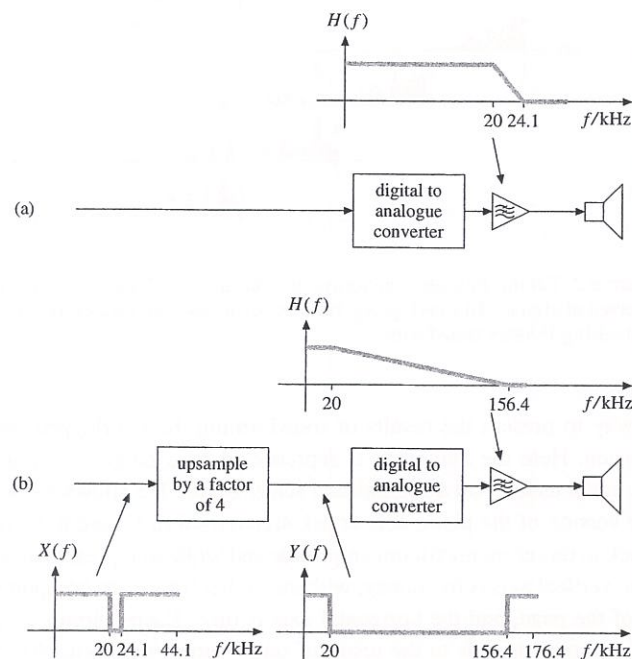 H(f)
20 24.1 f/kHz
(a)
digital to
analogue
converter
H(f)
20 156.4 f/kHz
(b)
upsample
by a factor
of 4
digital to
analogue
converter
X(f)
20 24.1 44.1 f/kHz
Y(f)
20 156.4 176.4 f/kHz